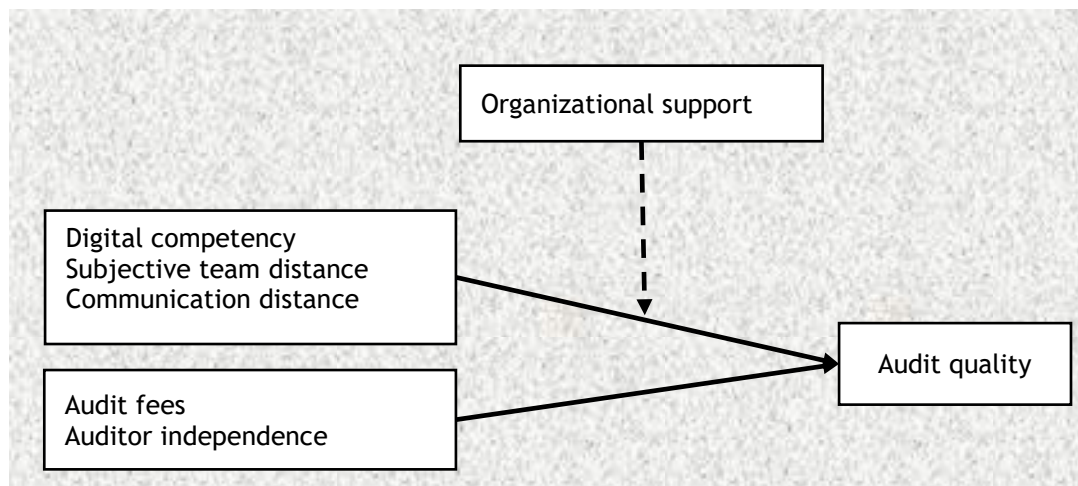 Organizational support
Digital competency
Subjective team distance
Communication distance
Audit quality
Audit fees
Auditor independence